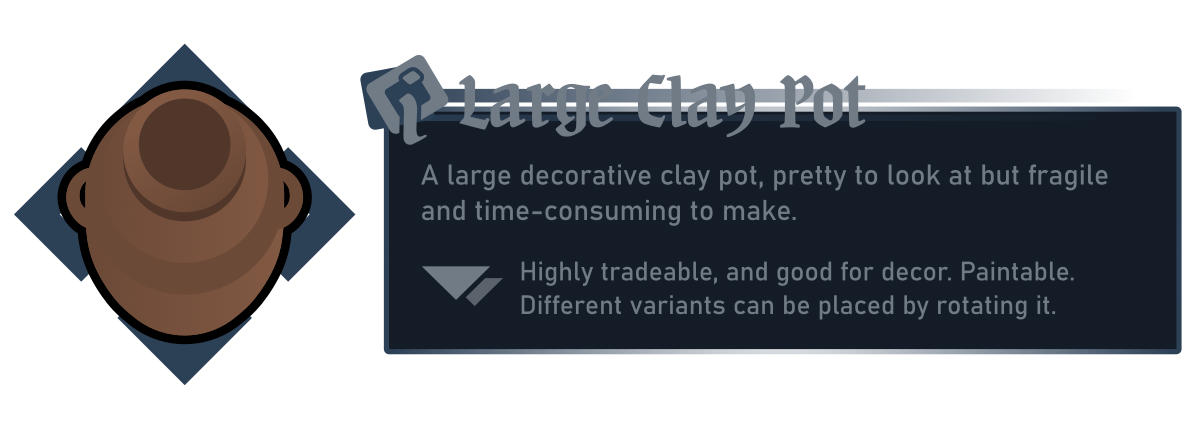 Large Clay Pot
A large decorative clay pot, pretty to look at but fragile
and time-consuming to make.
Highly tradeable, and good for decor. Paintable.
Different variants can be placed by rotating it.